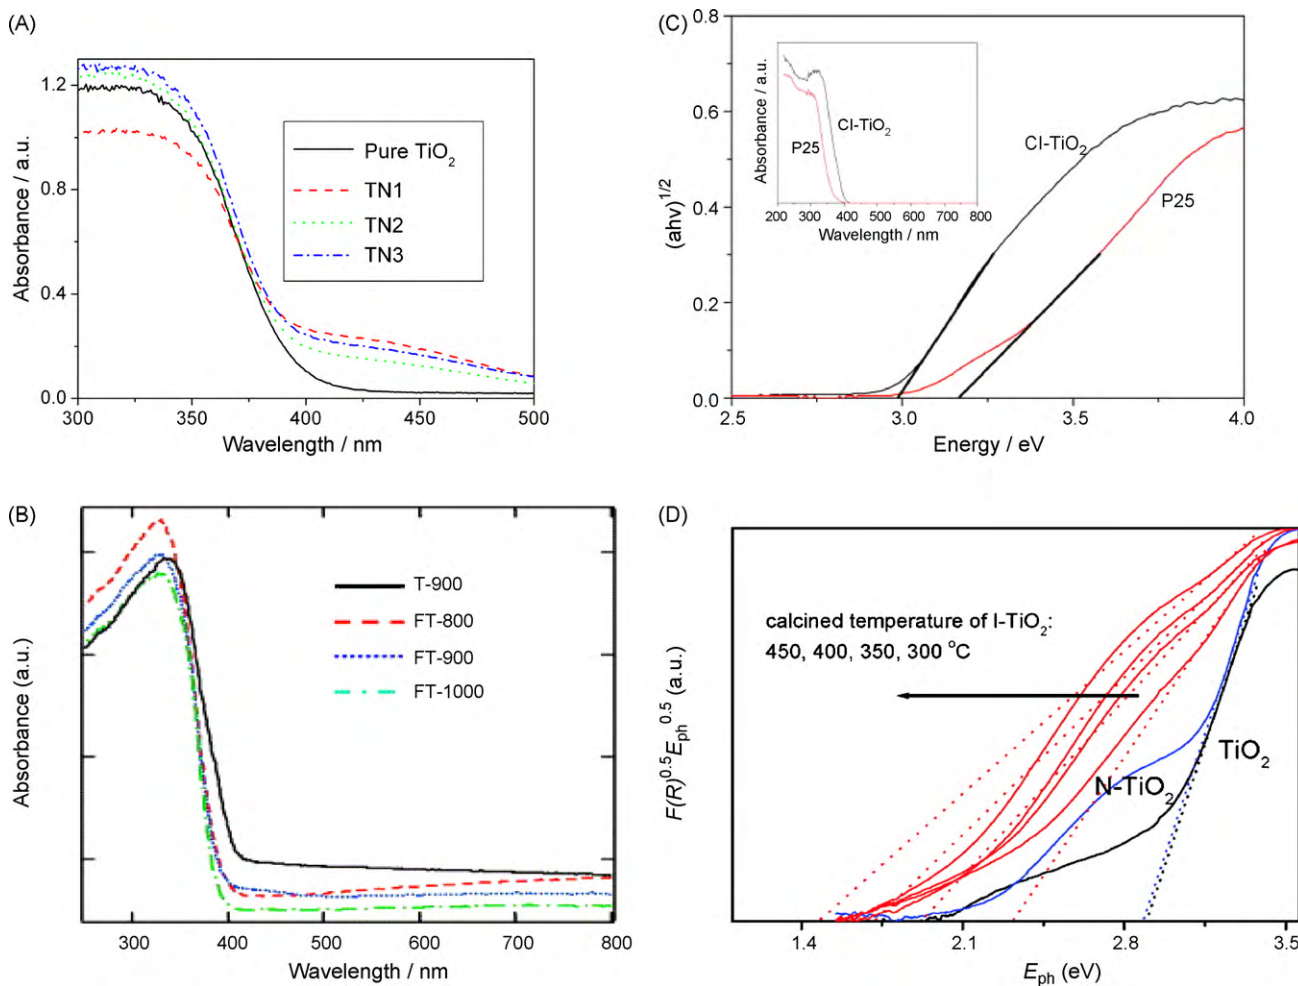 (A)
1.2
0.8
0.4
0.0
Absorbance / a.u.
Pure TiO2
TN1
TN2
TN3
300 350 400 450 500
Wavelength / nm
(C)
0.8
0.6
0.4
0.2
0.0
(ahv)1/2
Absorbance / a.u.
Cl-TiO2
P25
200 300 400 500 600 700 800
Wavelength / nm
Cl-TiO2
P25
2.5 3.0 3.5 4.0
Energy / eV
(B)
Absorbance (a.u.)
T-900
FT-800
FT-900
FT-1000
300 400 500 600 700 800
Wavelength / nm
(D)
F(R)0.5Eph0.5 (a.u.)
calcined temperature of I-TiO2:
450, 400, 350, 300 °C
N-TiO2
TiO2
1.4 2.1 2.8 3.5
Eph (eV)